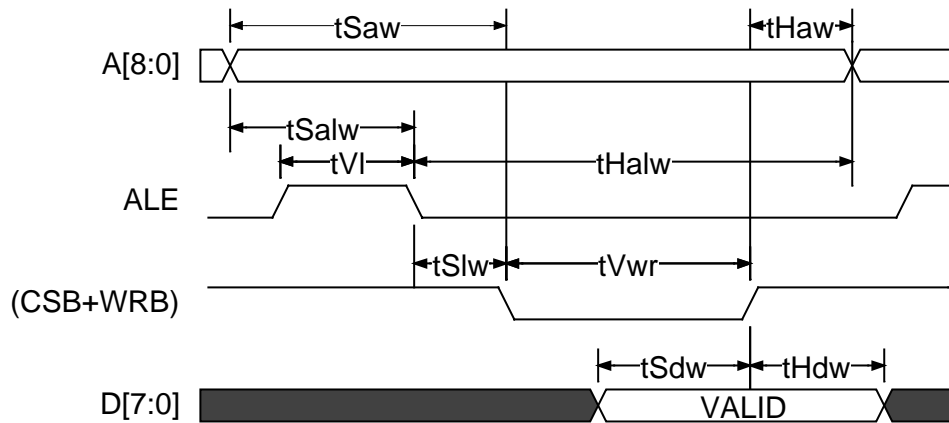 tSaw tHaw
A[8:0]
tSalw
tVl tHalw
ALE
tSlw tVwr
(CSB+WRB)
tSdw tHdw
D[7:0] VALID